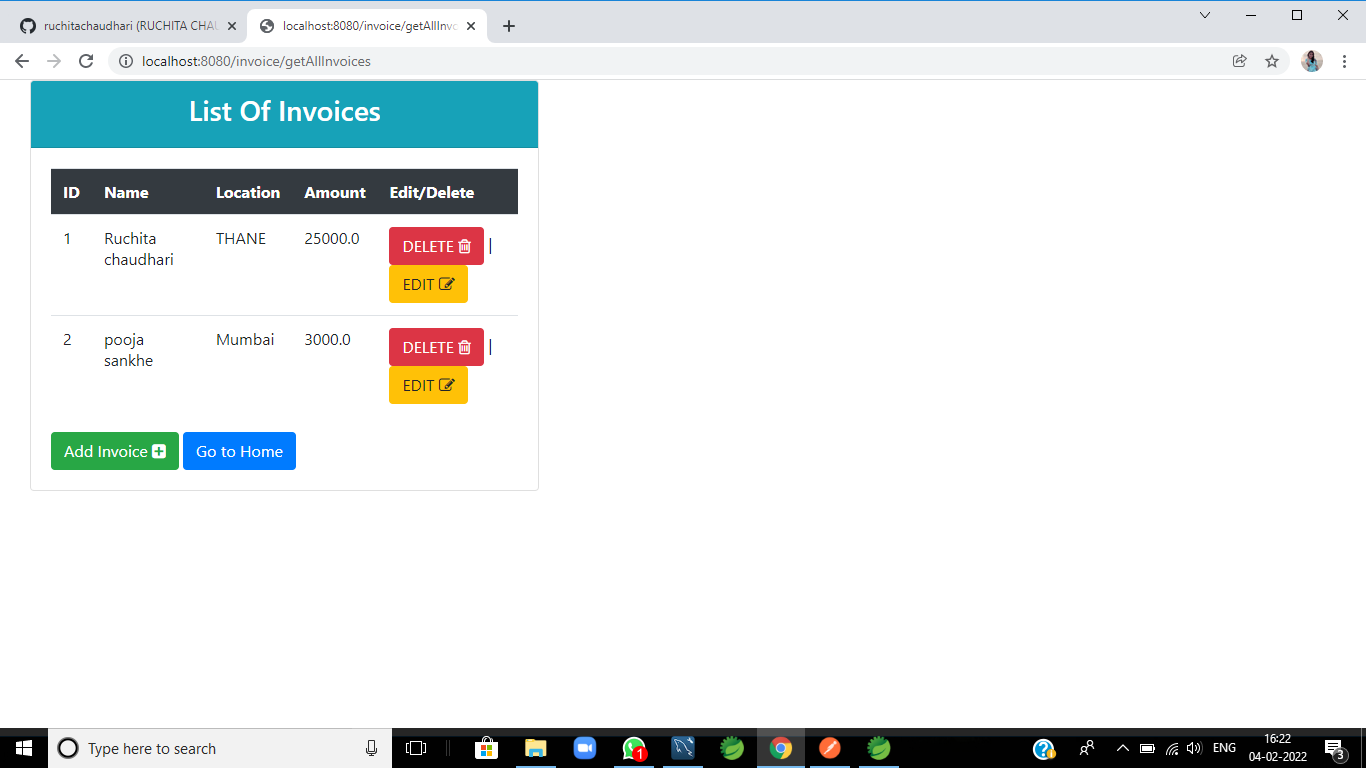 ruchitachaudhari (RUCHITA CHAU
localhost:8080/invoice/getAllInvo
localhost:8080/invoice/getAllInvoices
List Of Invoices
ID Name Location Amount Edit/Delete
1 Ruchita chaudhari THANE 25000.0 DELETE |
EDIT
2 pooja sankhe Mumbai 3000.0 DELETE |
EDIT
Add Invoice Go to Home
Type here to search
1
ENG
16:22
04-02-2022
3